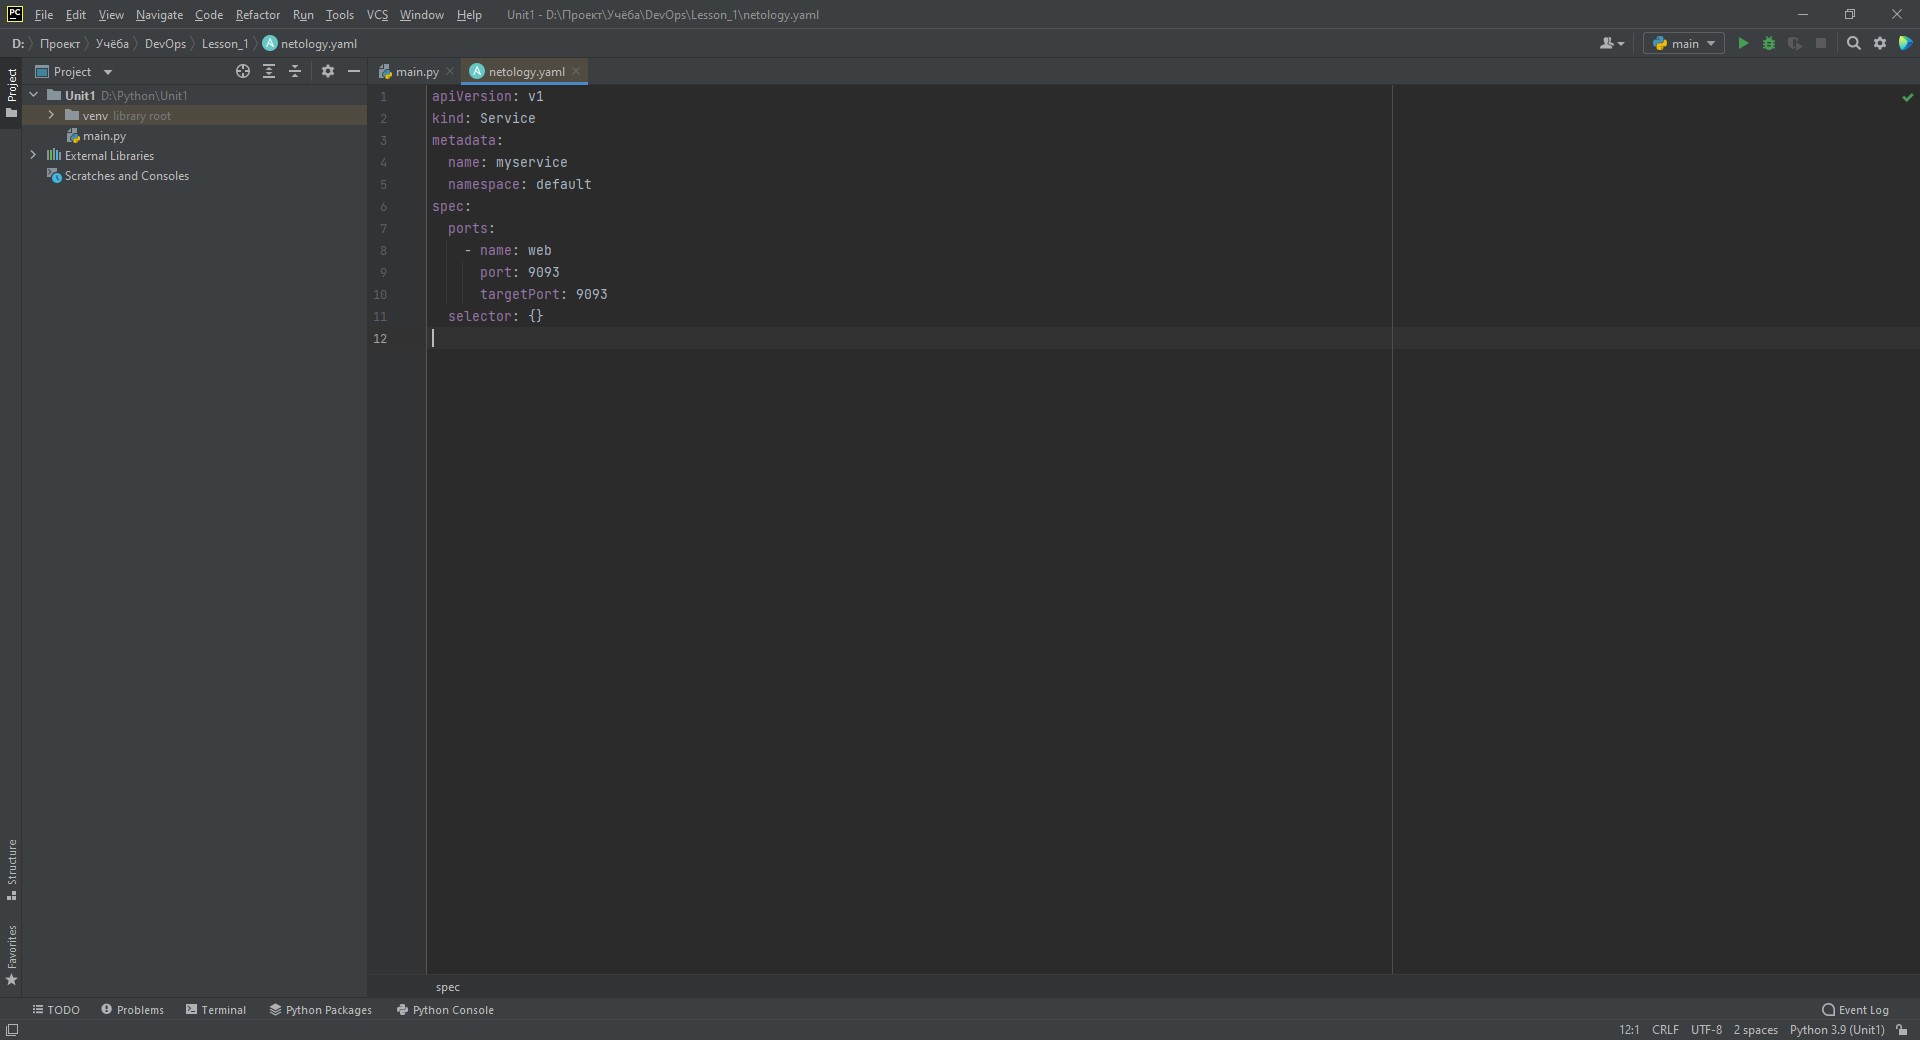 PC File Edit View Navigate Code Refactor Run Tools VCS Window Help Unit1 - D:\Проект\Учёба\DevOps\Lesson_1\netology.yaml
D: Проект Учёба DevOps Lesson_1 A netology.yaml main
Project
Project
main.py
A netology.yaml
Unit1 D:\Python\Unit1
venv library root
main.py
External Libraries
Scratches and Consoles
1 apiVersion: v1
2 kind: Service
3 metadata:
4   name: myservice
5   namespace: default
6 spec:
7   ports:
8     - name: web
9       port: 9093
10       targetPort: 9093
11   selector: {}
12
Structure
Favorites
spec
TODO Problems Terminal Python Packages Python Console Event Log
12:1 CRLF UTF-8 2 spaces Python 3.9 (Unit1)